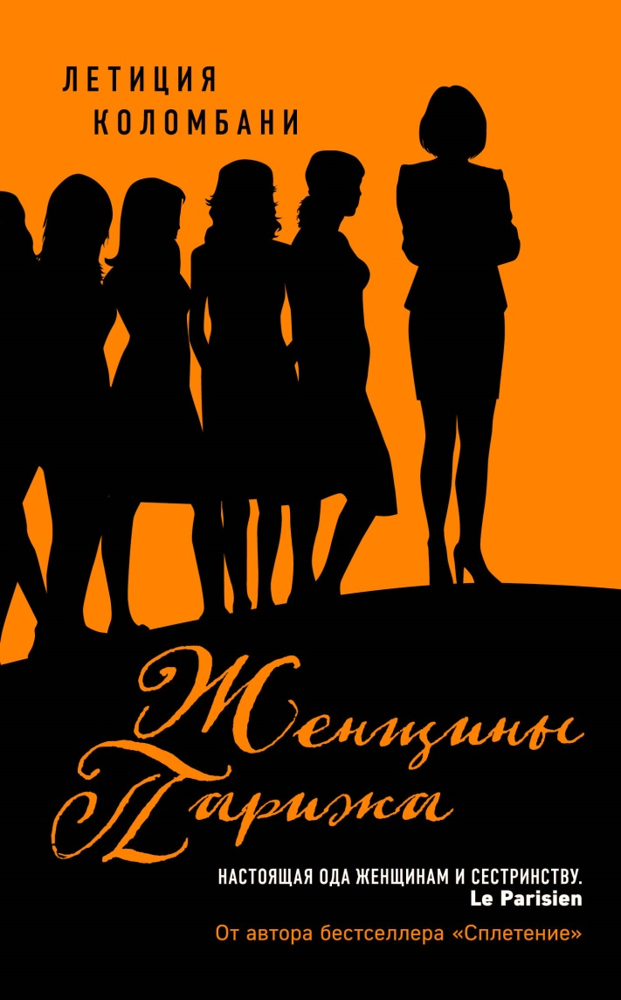 ЛЕТИЦИЯ
КОЛОМБАНИ
Женщины
Парижа
НАСТОЯЩАЯ ОДА ЖЕНЩИНАМ И СЕСТРИНСТВУ.
Le Parisien
От автора бестселлера «Сплетение»